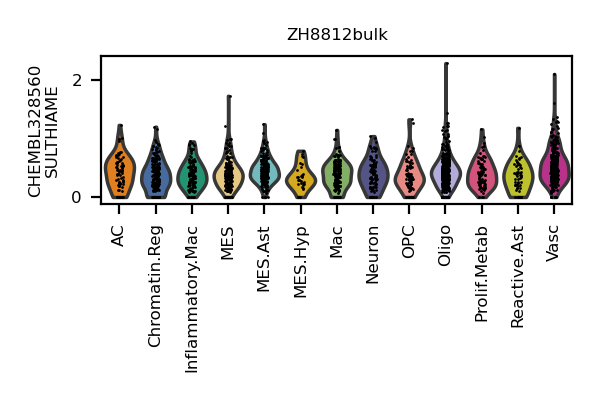 ZH8812bulk
CHEMBL328560
SULTHIAME
2
0
AC
Chromatin.Reg
Inflammatory.Mac
MES
MES.Ast
MES.Hyp
Mac
Neuron
OPC
Oligo
Prolif.Metab
Reactive.Ast
Vasc